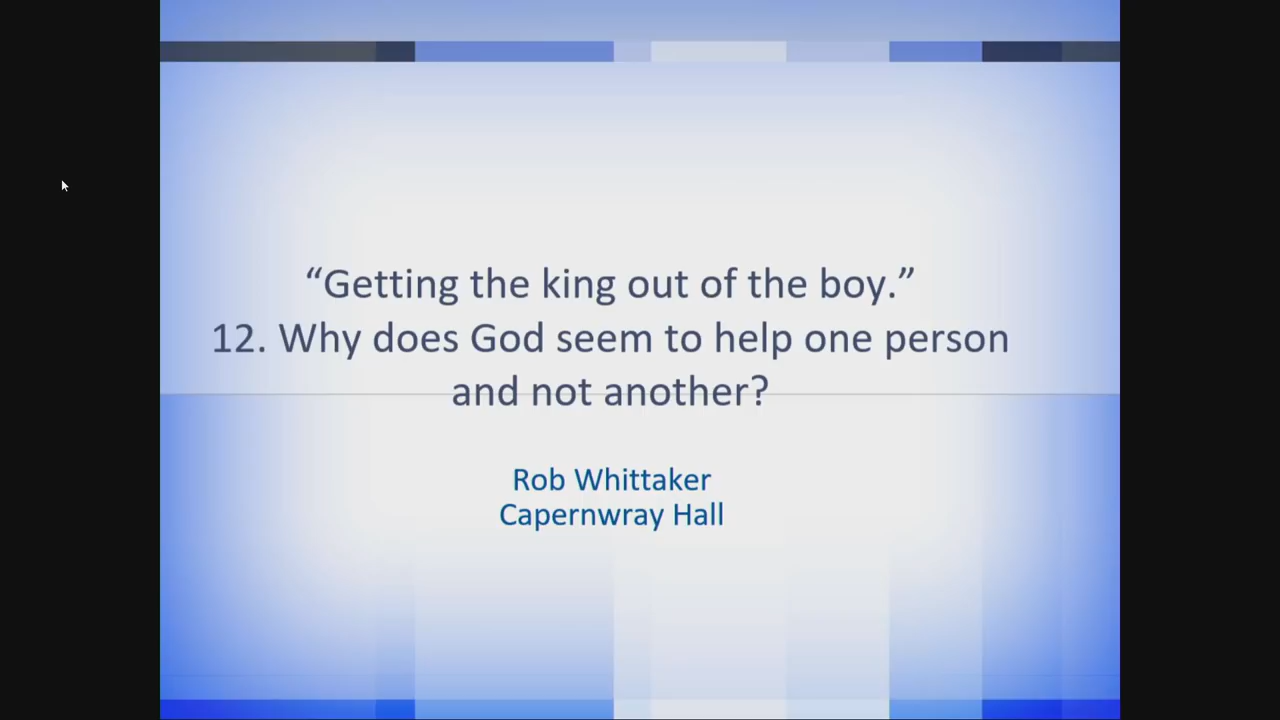 “Getting the king out of the boy.”
12. Why does God seem to help one person
and not another?
Rob Whittaker
Capernwray Hall